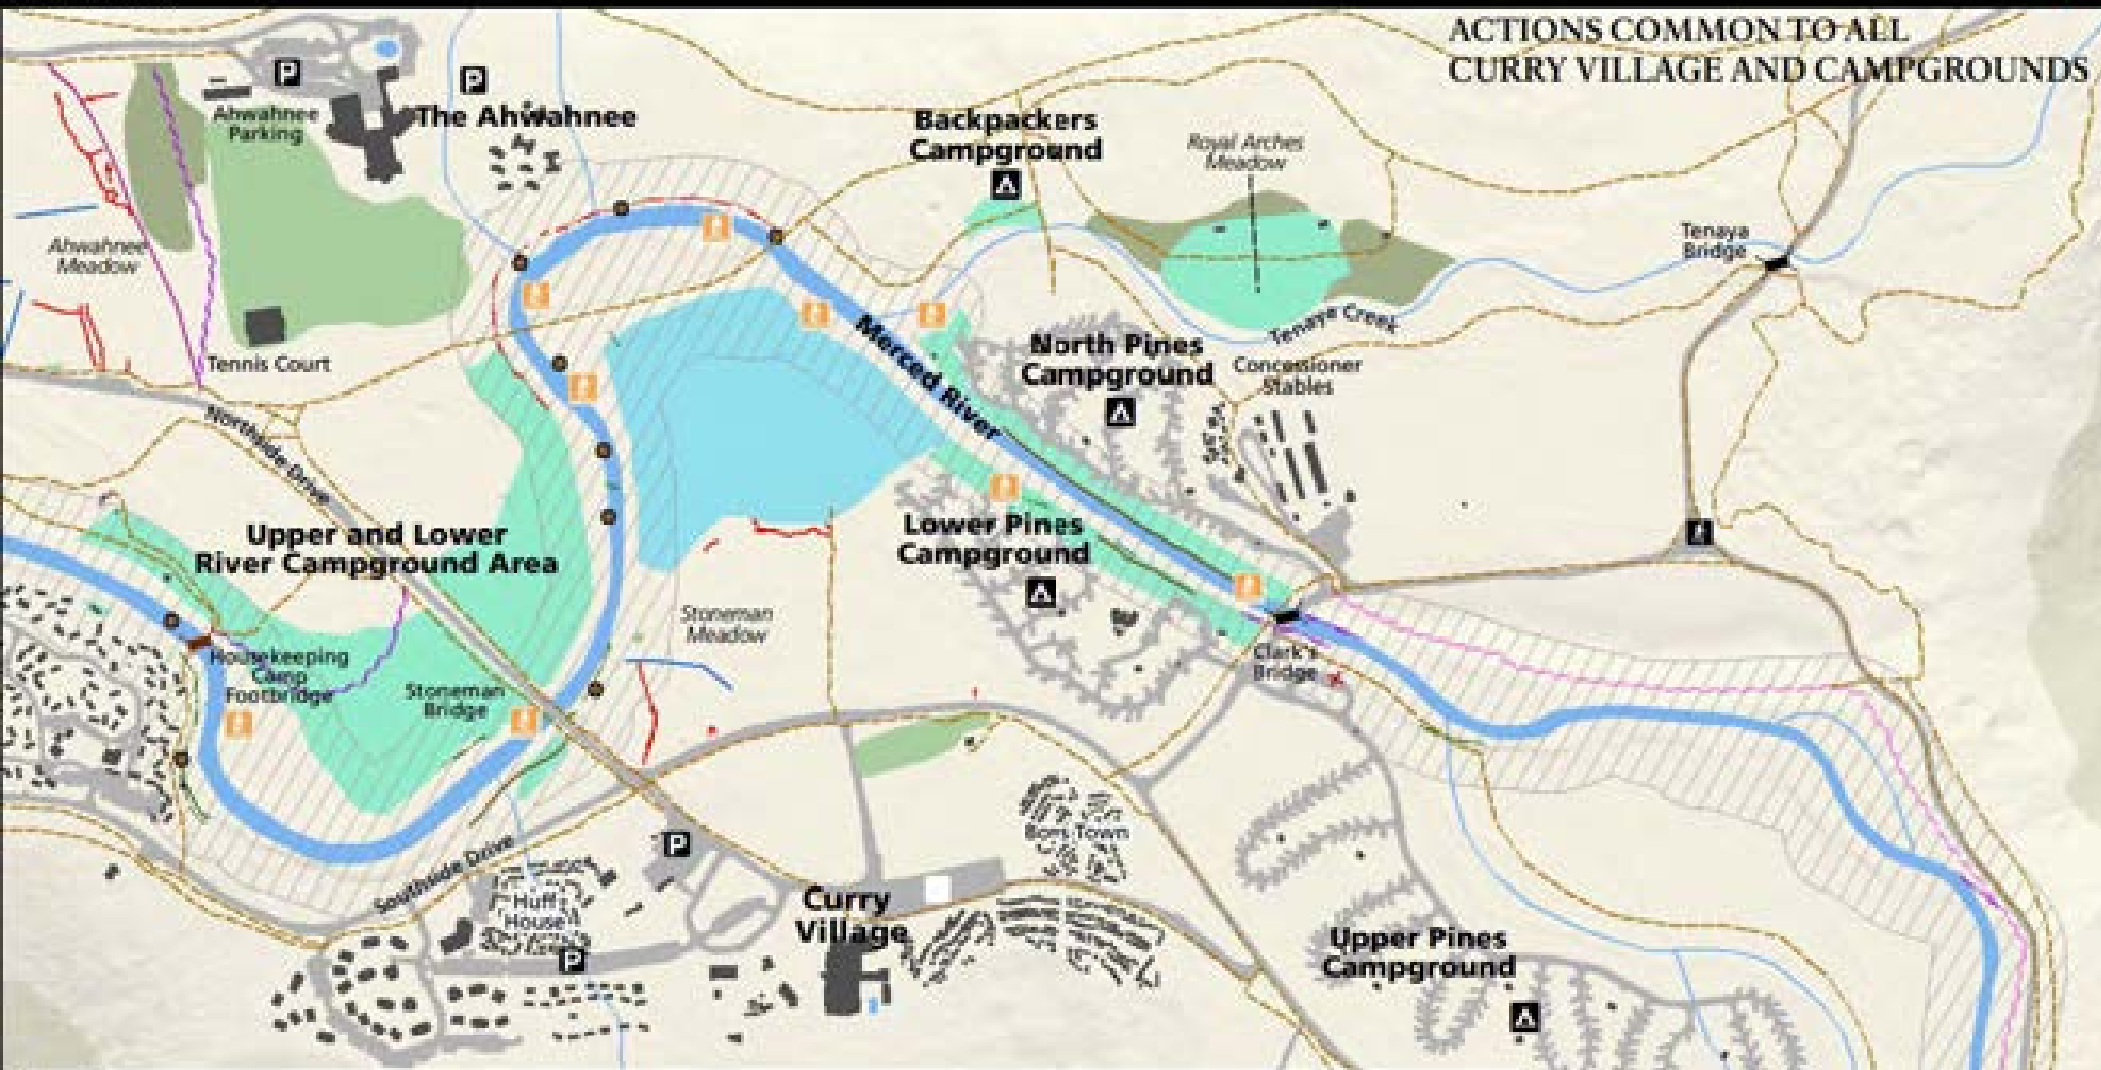 ACTIONS COMMON TO ALL
CURRY VILLAGE AND CAMPGROUNDS
P
P
Ahwahnee
Parking
The Ahwahnee
Backpackers
Campground
Royal Arches
Meadow
Ahwahnee
Meadow
Tenaya
Bridge
Tennis Court
Merced River
Tenaya Creek
North Pines
Campground
Concessioner
Stables
Northside Drive
Upper and Lower
River Campground Area
Lower Pines
Campground
Stoneman
Meadow
Housekeeping
Camp
Footbridge
Stoneman
Bridge
Clark's
Bridge
Southside Drive
P
Boys Town
Huff
House
Curry
Village
P
Upper Pines
Campground